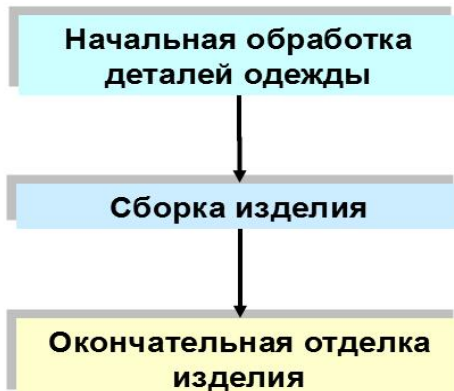 Начальная обработка
деталей одежды
Сборка изделия
Окончательная отделка
изделия